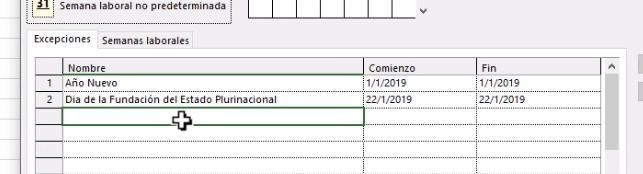 31 Semana laboral no predeterminada
Excepciones Semanas laborales
Nombre Comienzo Fin
1 Año Nuevo 1/1/2019 1/1/2019
2 Dia de la Fundación del Estado Plurinacional 22/1/2019 22/1/2019